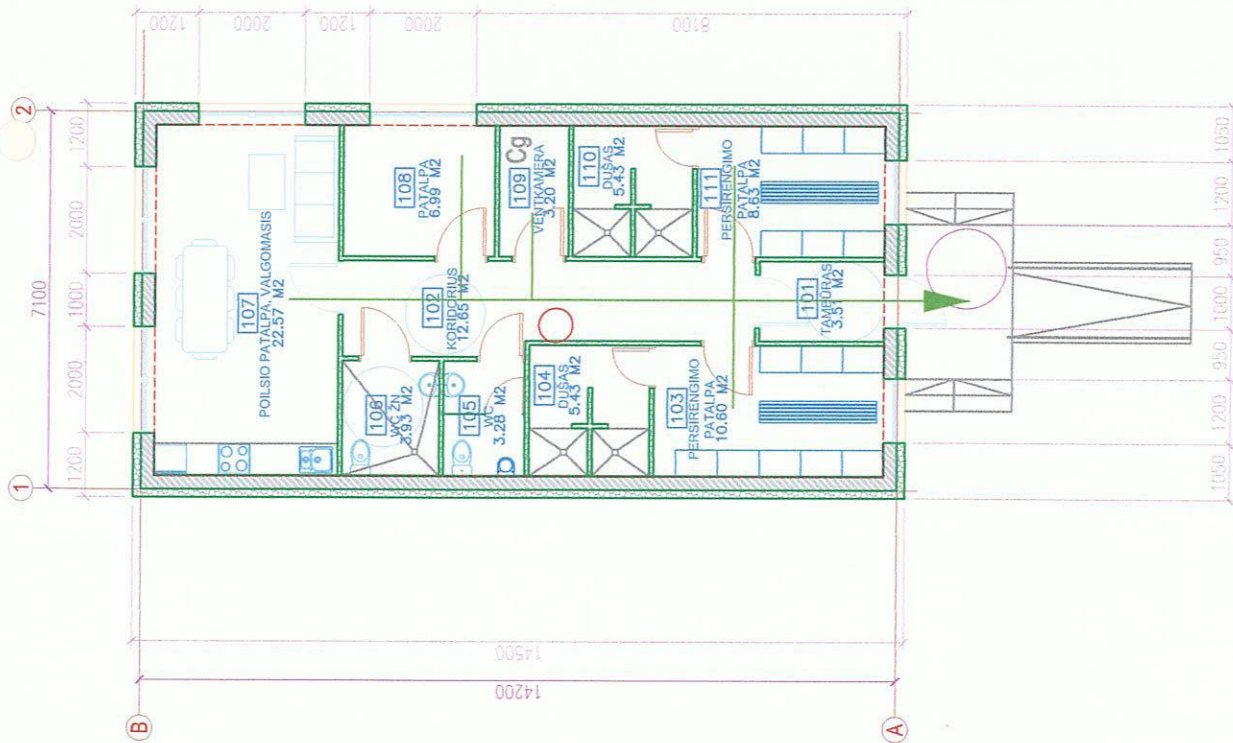 1200
2000
1200
2000
8100
2
1
7100
1200
2000
1000
2000
1200
107
POILSIO PATALPA, VALGOMASIS
22.57 M2
108
PATALPA
6.99 M2
109
VENTKAMERA
3.20 M2
Cg
110
DUŠAS
5.43 M2
111
PERSIRENGIMO
PATALPA
8.63 M2
102
KORIDORIUS
12.65 M2
101
TAMBŪRAS
3.51 M2
106
WC ŽN
3.93 M2
105
WC
3.28 M2
104
DUŠAS
5.43 M2
103
PERSIRENGIMO
PATALPA
10.60 M2
1050
1200
950
1000
950
1200
1050
14500
14200
B
A